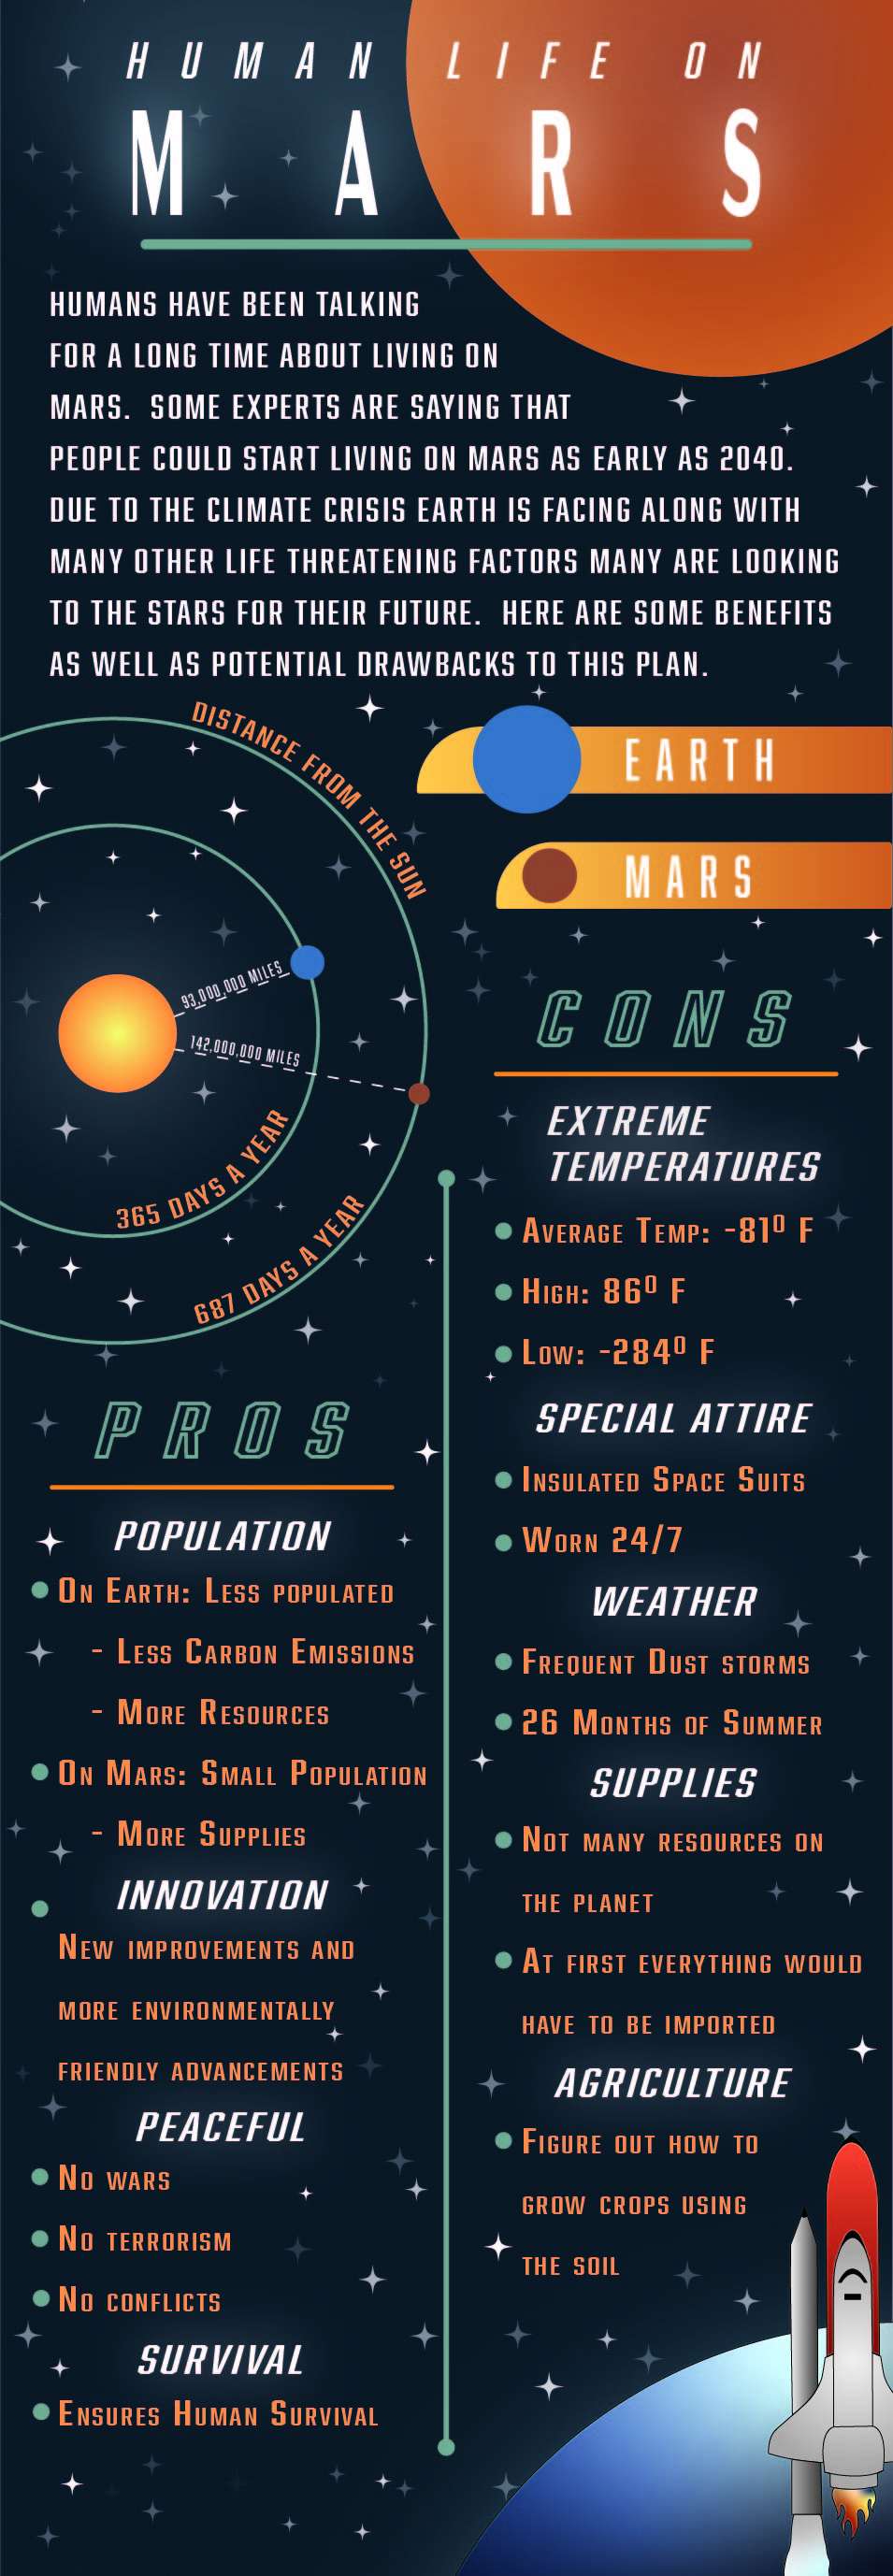 HUMAN LIFE ON
MARS
HUMANS HAVE BEEN TALKING
FOR A LONG TIME ABOUT LIVING ON
MARS. SOME EXPERTS ARE SAYING THAT
PEOPLE COULD START LIVING ON MARS AS EARLY AS 2040.
DUE TO THE CLIMATE CRISIS EARTH IS FACING ALONG WITH
MANY OTHER LIFE THREATENING FACTORS MANY ARE LOOKING
TO THE STARS FOR THEIR FUTURE. HERE ARE SOME BENEFITS
AS WELL AS POTENTIAL DRAWBACKS TO THIS PLAN.
DISTANCE FROM THE SUN
EARTH
MARS
93,000,000 MILES
142,000,000 MILES
365 DAYS A YEAR
687 DAYS A YEAR
PROS
POPULATION
On Earth: Less populated
- Less Carbon Emissions
- More Resources
On Mars: Small Population
- More Supplies
INNOVATION
New improvements and
more environmentally
friendly advancements
PEACEFUL
No wars
No terrorism
No conflicts
SURVIVAL
Ensures Human Survival
CONS
EXTREME
TEMPERATURES
Average Temp: -81⁰ F
High: 86⁰ F
Low: -284⁰ F
SPECIAL ATTIRE
Insulated Space Suits
Worn 24/7
WEATHER
Frequent Dust storms
26 Months of Summer
SUPPLIES
Not many resources on
the planet
At first everything would
have to be imported
AGRICULTURE
Figure out how to
grow crops using
the soil